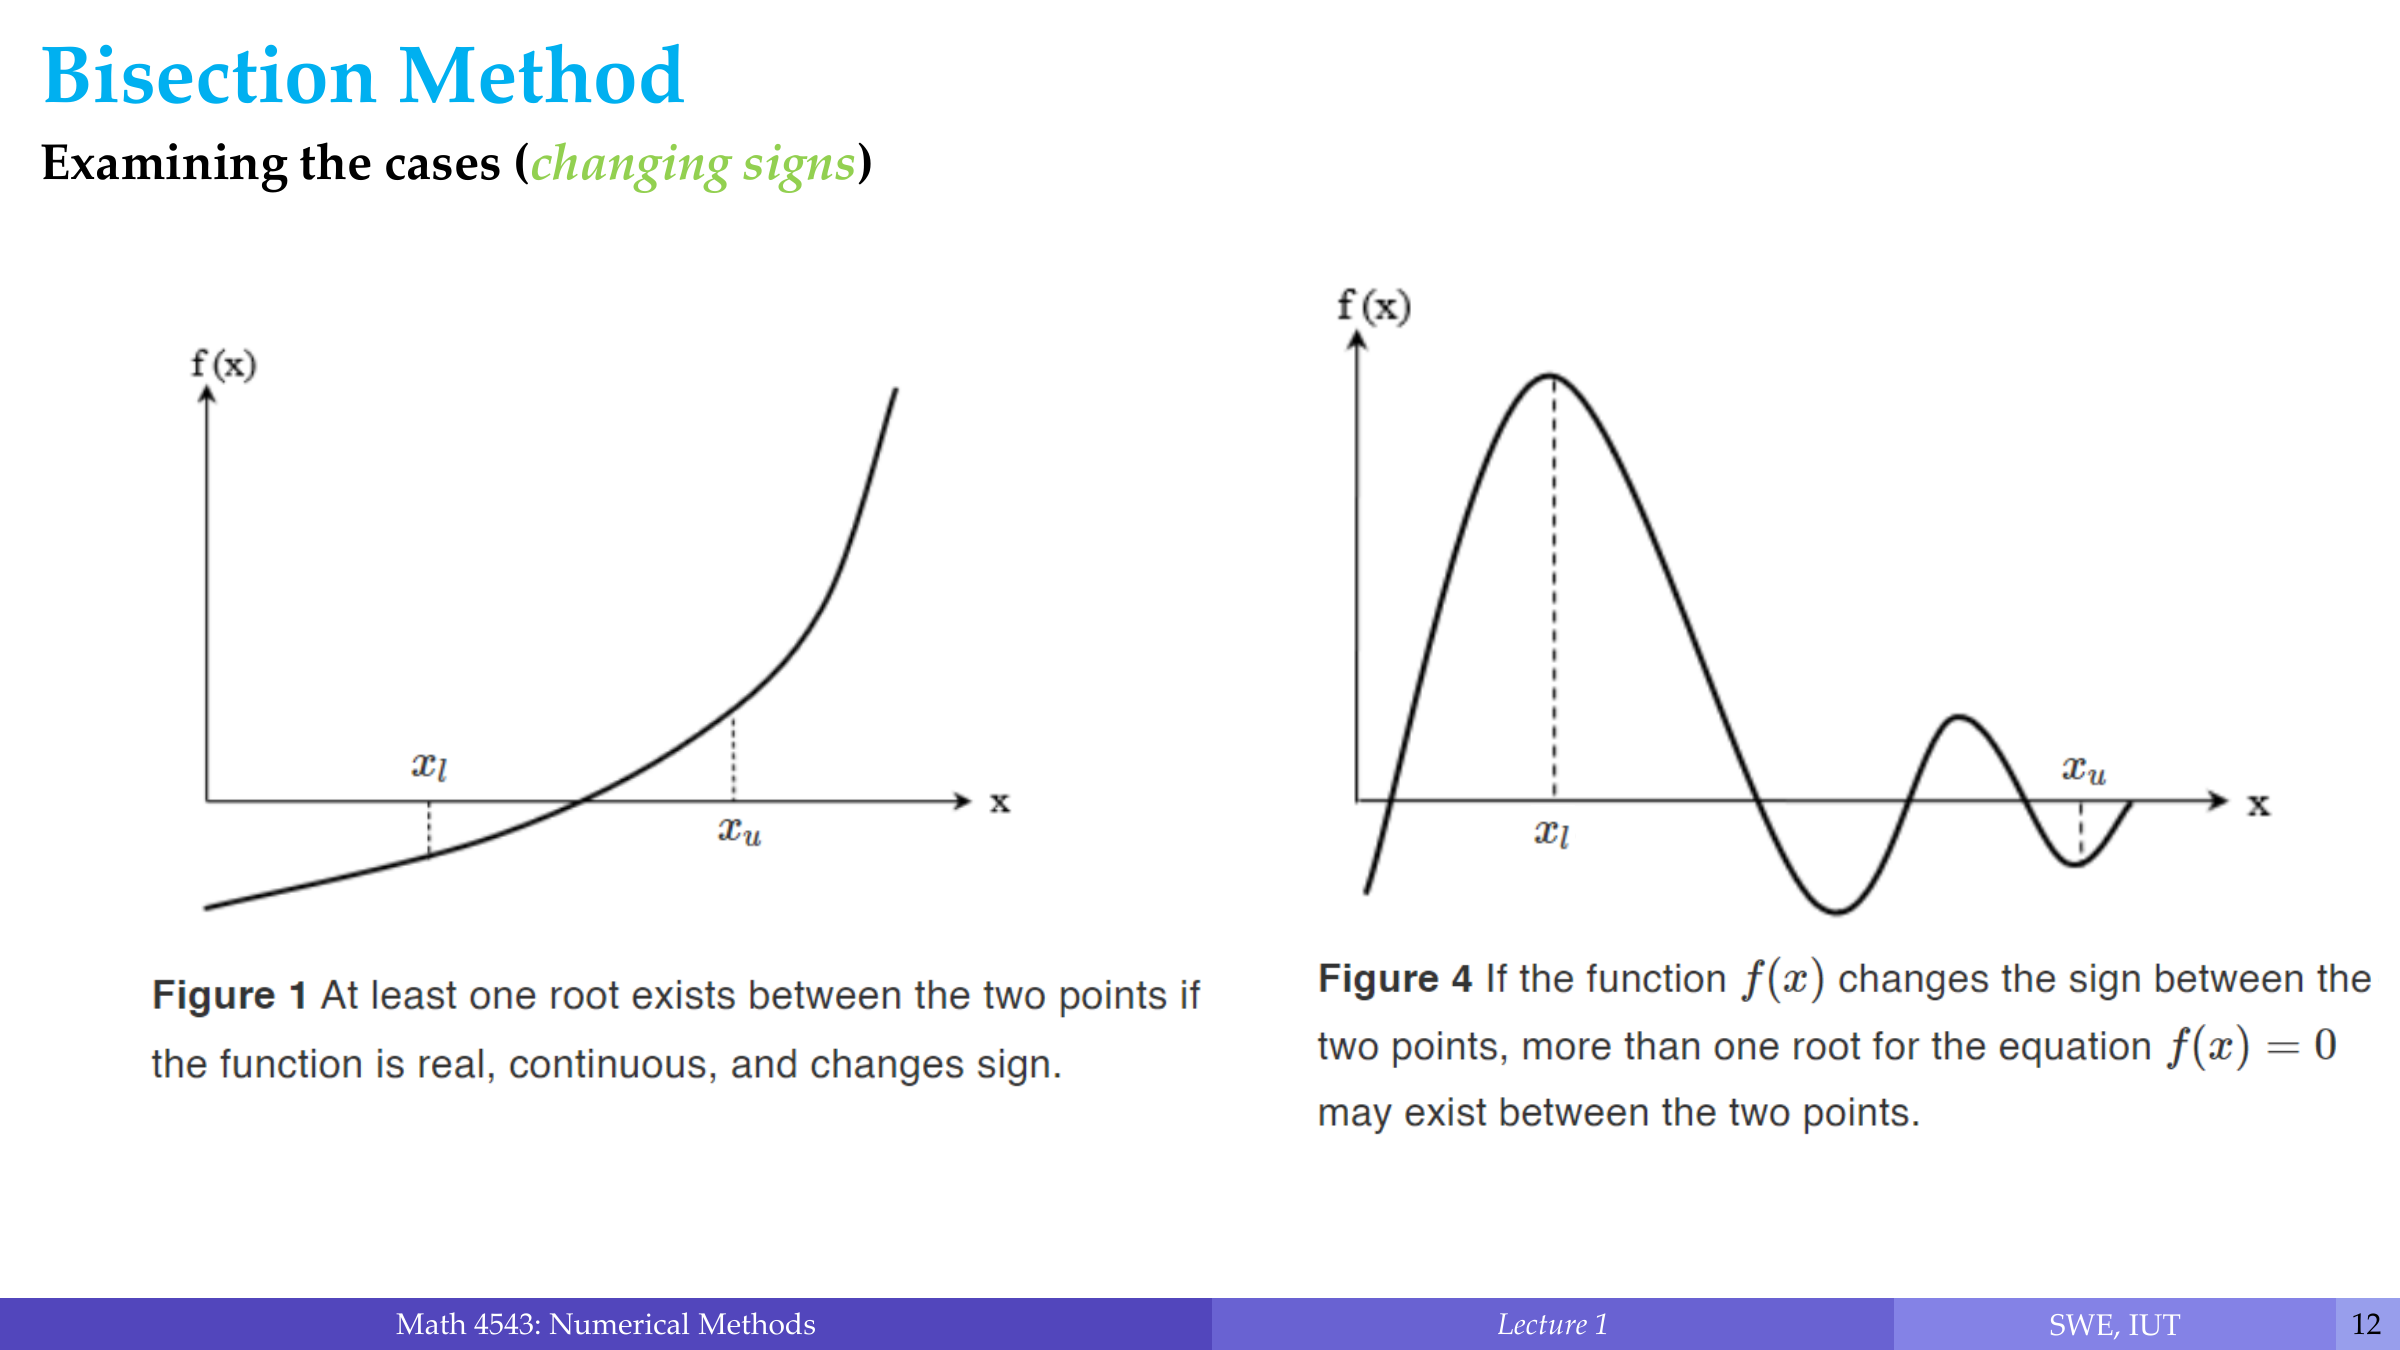 Bisection Method
Examining the cases (changing signs)
f (x)
x
x_l
x_u
Figure 1 At least one root exists between the two points if
the function is real, continuous, and changes sign.
f (x)
x
x_l
x_u
Figure 4 If the function f(x) changes the sign between the
two points, more than one root for the equation f(x) = 0
may exist between the two points.
Math 4543: Numerical Methods
Lecture 1
SWE, IUT
12